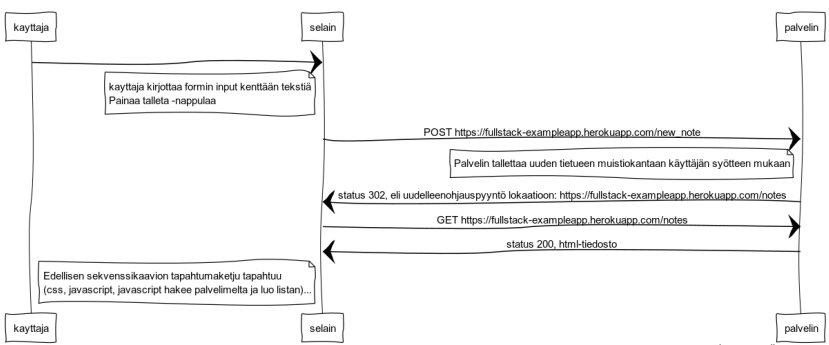 kayttaja
selain
palvelin
kayttaja kirjottaa formin input kenttään tekstiä
Painaa talleta -nappulaa
POST https://fullstack-exampleapp.herokuapp.com/new_note
Palvelin tallettaa uuden tietueen muistiokantaan käyttäjän syötteen mukaan
status 302, eli uudelleenohjauspyyntö lokaatioon: https://fullstack-exampleapp.herokuapp.com/notes
GET https://fullstack-exampleapp.herokuapp.com/notes
status 200, html-tiedosto
Edellisen sekvenssikaavion tapahtumaketju tapahtuu
(css, javascript, javascript hakee palvelimelta ja luo listan)...
kayttaja
selain
palvelin